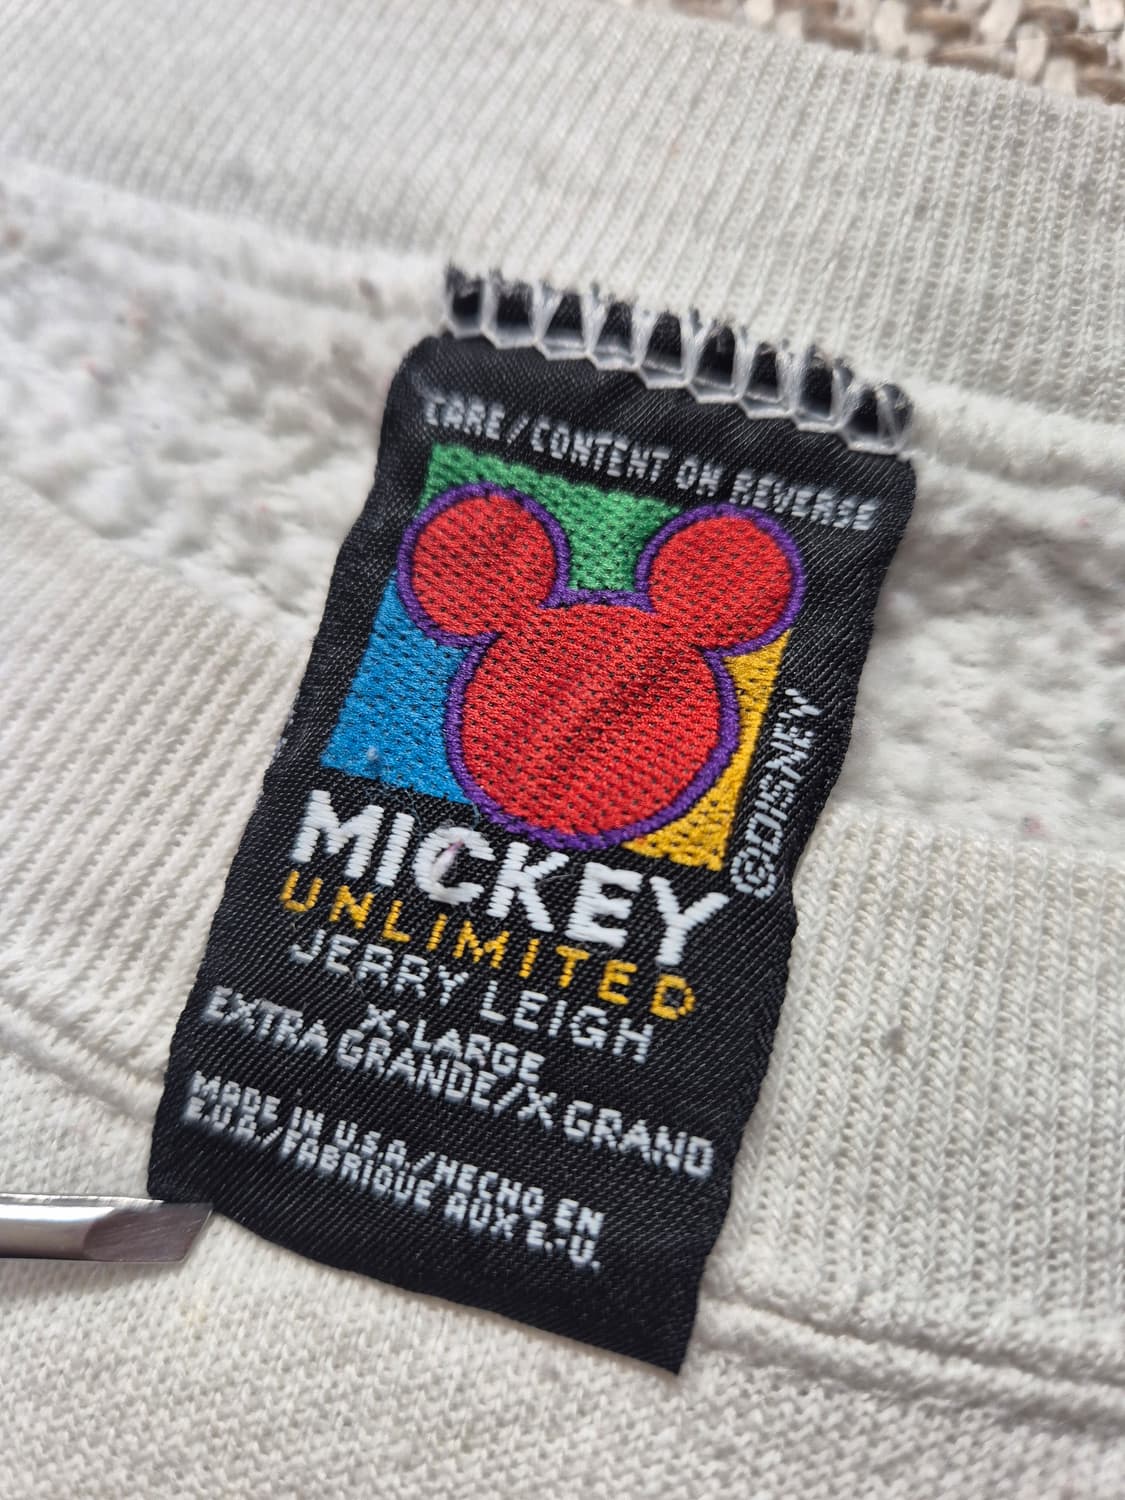 CARE/CONTENT ON REVERSE
©DISNEY
MICKEY
UNLIMITED
JERRY LEIGH
X-LARGE
EXTRA GRANDE/X GRAND
MADE IN U.S.A./HECHO EN
E.U.A./FABRIQUE AUX E.-U.